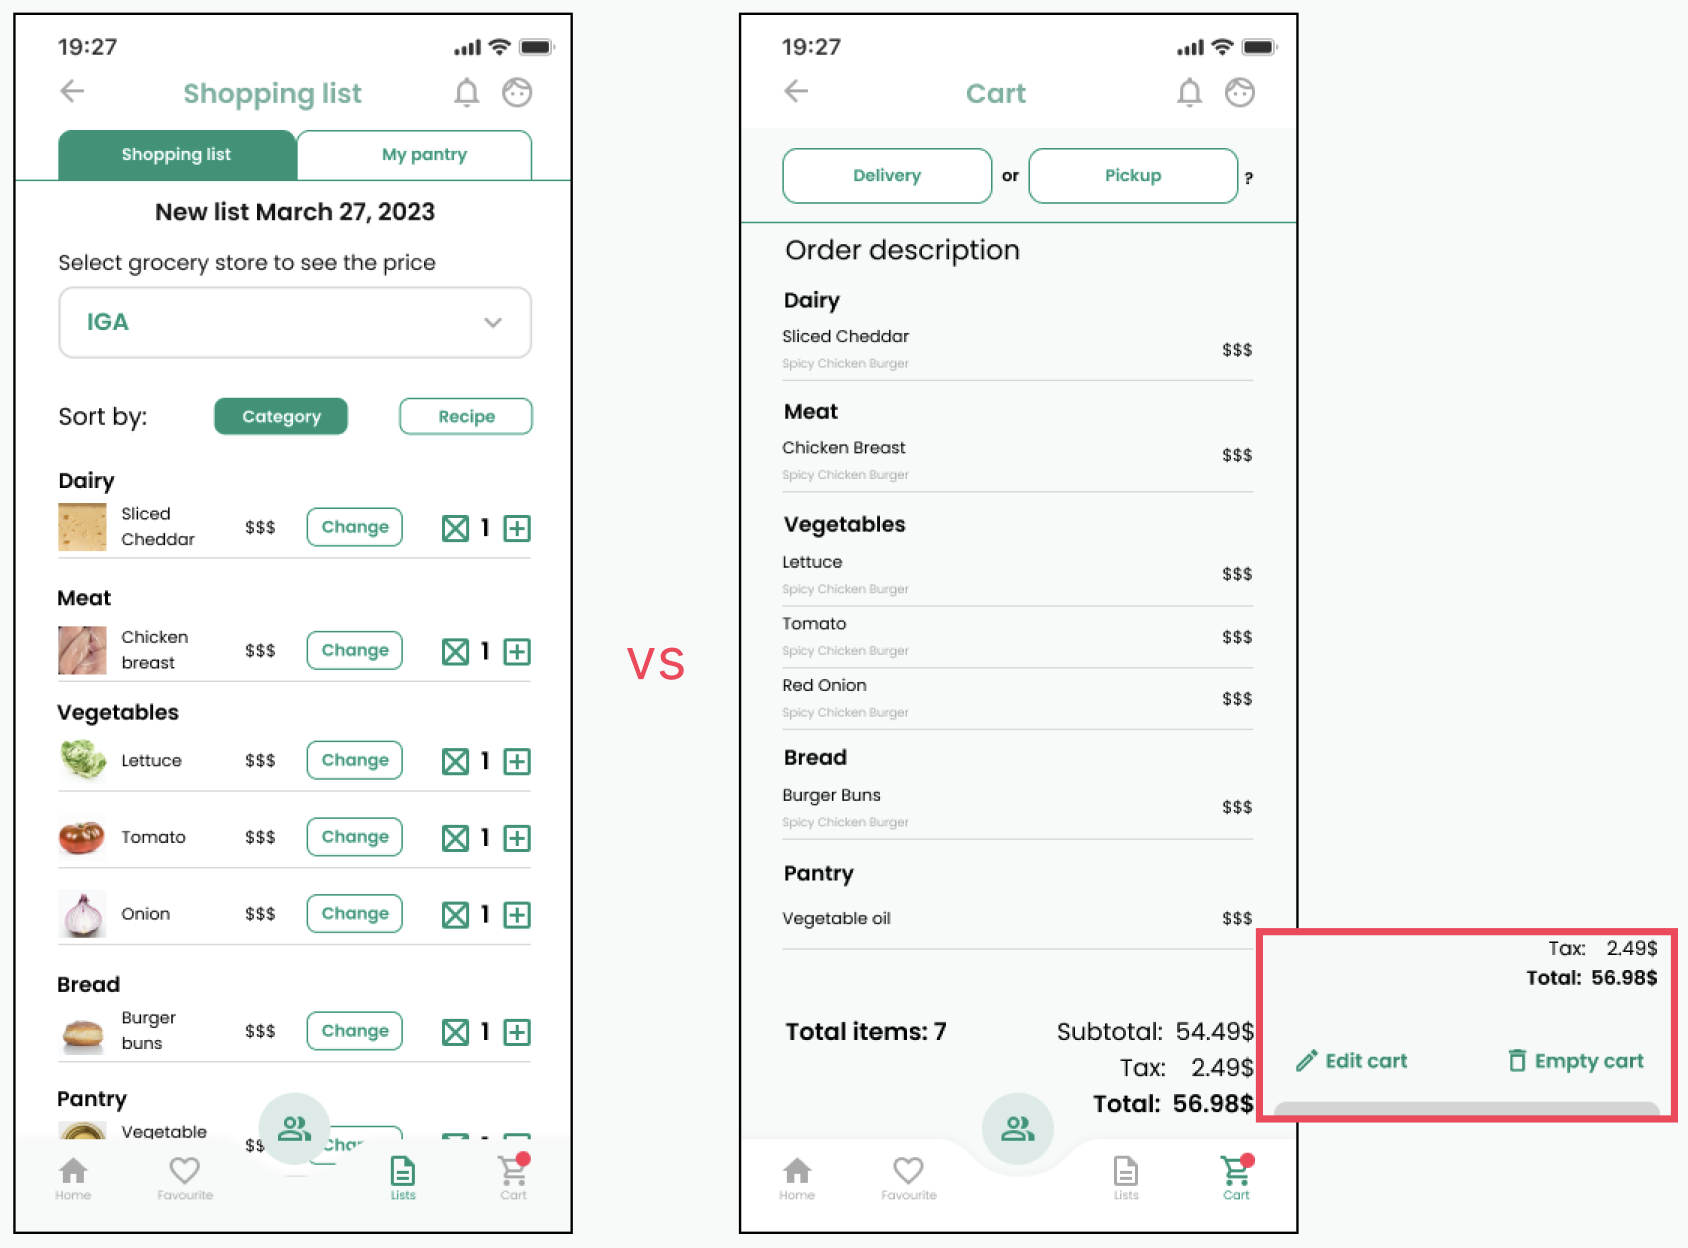 19:27
Shopping list
Shopping list
My pantry
New list March 27, 2023
Select grocery store to see the price
IGA
Sort by:
Category
Recipe
Dairy
Sliced
Cheddar
$$$
Change
1
Meat
Chicken
breast
$$$
Change
1
Vegetables
Lettuce
$$$
Change
1
Tomato
$$$
Change
1
Onion
$$$
Change
1
Bread
Burger
buns
$$$
Change
1
Pantry
Vegetable
Home
Favourite
Lists
Cart
vs
19:27
Cart
Delivery
or
Pickup
?
Order description
Dairy
Sliced Cheddar
Spicy Chicken Burger
$$$
Meat
Chicken Breast
Spicy Chicken Burger
$$$
Vegetables
Lettuce
Spicy Chicken Burger
$$$
Tomato
Spicy Chicken Burger
$$$
Red Onion
Spicy Chicken Burger
$$$
Bread
Burger Buns
Spicy Chicken Burger
$$$
Pantry
Vegetable oil
$$$
Total items: 7
Subtotal: 54.49$
Tax: 2.49$
Total: 56.98$
Home
Favourite
Lists
Cart
Tax: 2.49$
Total: 56.98$
Edit cart
Empty cart